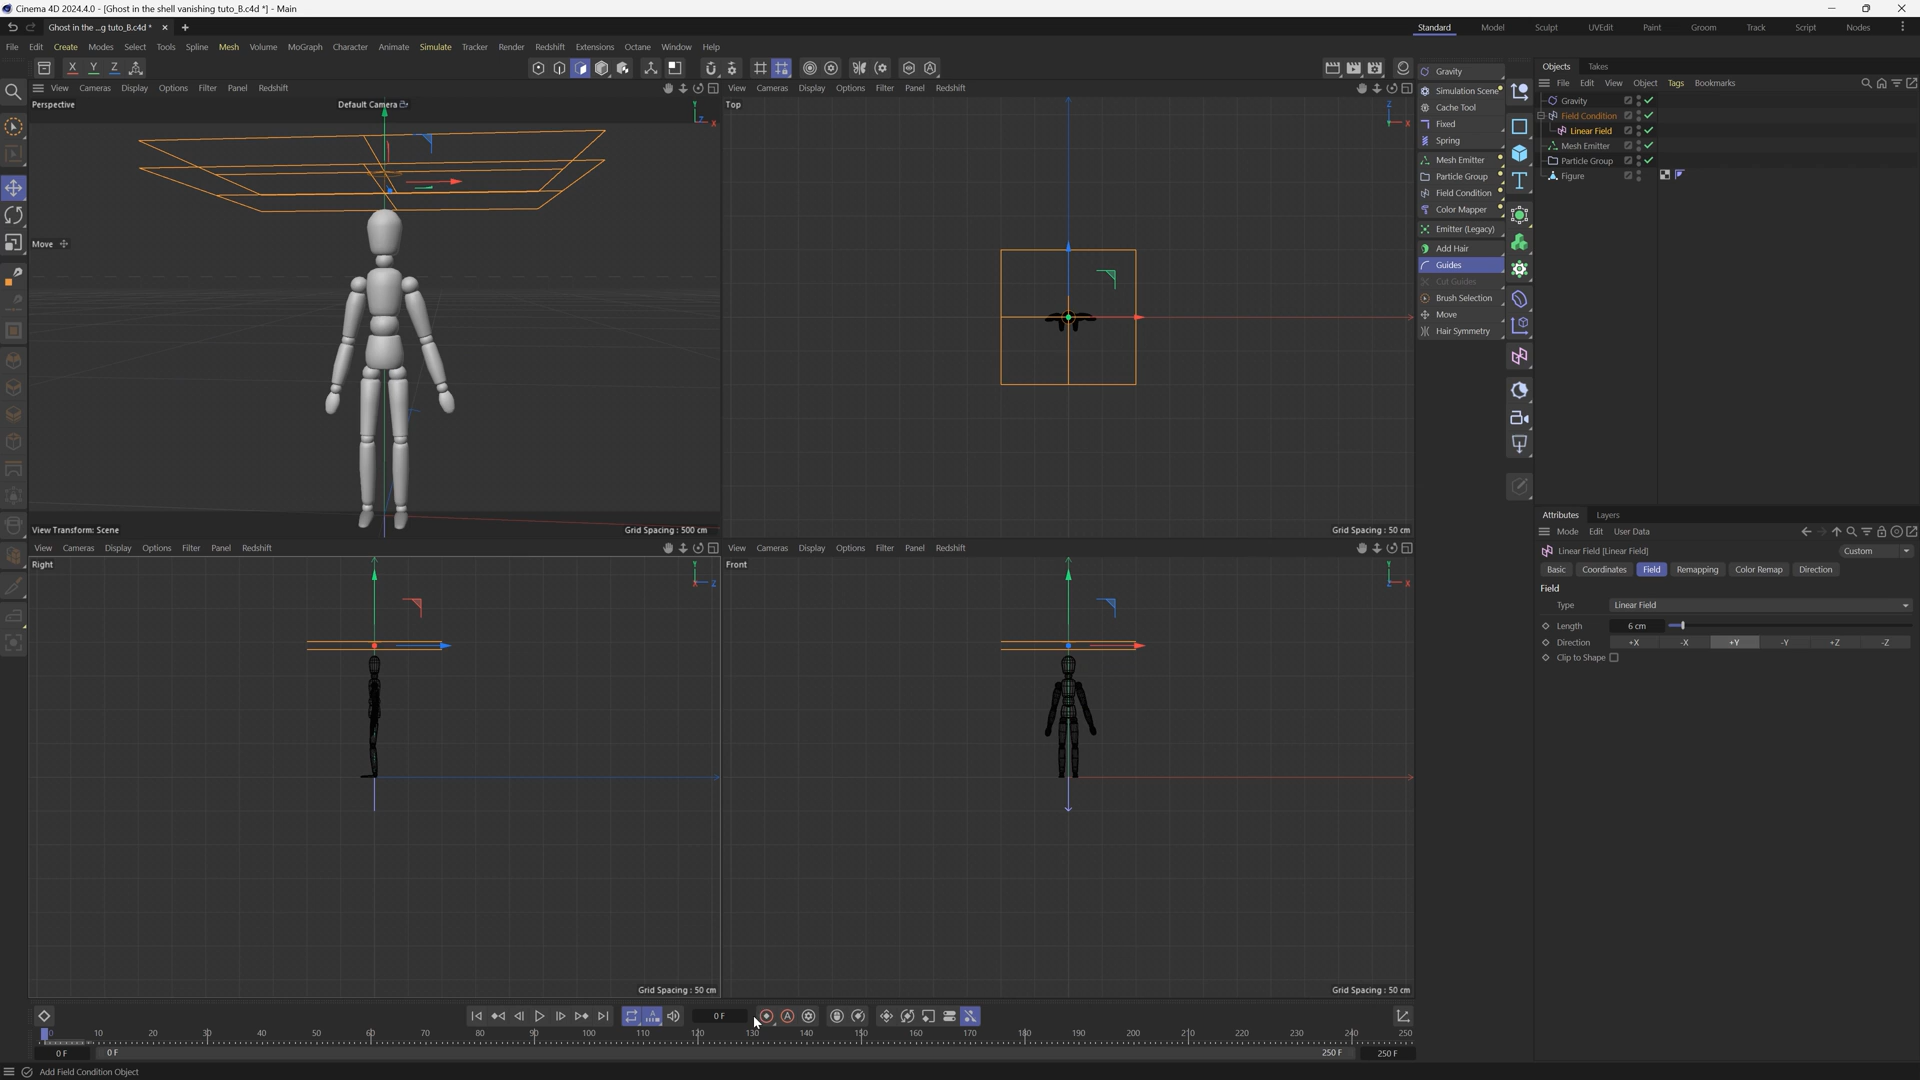 Cinema 4D 2024.4.0 - [Ghost in the shell vanishing tuto_B.c4d *] - Main
Ghost in the ...g tuto_B.c4d *
Standard Model Sculpt UVEdit Paint Groom Track Script Nodes
File Edit Create Modes Select Tools Spline Mesh Volume MoGraph Character Animate Simulate Tracker Render Redshift Extensions Octane Window Help
X Y Z
View Cameras Display Options Filter Panel Redshift
Perspective
Default Camera
Y
Z
X
Move
View Transform: Scene
Grid Spacing : 500 cm
View Cameras Display Options Filter Panel Redshift
Top
Z
Y
X
Grid Spacing : 50 cm
View Cameras Display Options Filter Panel Redshift
Right
Y
X
Z
Grid Spacing : 50 cm
View Cameras Display Options Filter Panel Redshift
Front
Y
Z
X
Grid Spacing : 50 cm
Gravity
Simulation Scene
Cache Tool
Fixed
Spring
Mesh Emitter
Particle Group
Field Condition
Color Mapper
Emitter (Legacy)
Add Hair
Guides
Cut Guides
Brush Selection
Move
Hair Symmetry
Objects Takes
File Edit View Object Tags Bookmarks
Gravity
Field Condition
Linear Field
Mesh Emitter
Particle Group
Figure
Attributes Layers
Mode Edit User Data
Linear Field [Linear Field]
Custom
Basic Coordinates Field Remapping Color Remap Direction
Field
Type Linear Field
Length 6 cm
Direction +X -X +Y -Y +Z -Z
Clip to Shape
0 F
0 10 20 30 40 50 60 70 80 90 100 110 120 130 140 150 160 170 180 190 200 210 220 230 240 250
0 F 0 F 250 F 250 F
Add Field Condition Object